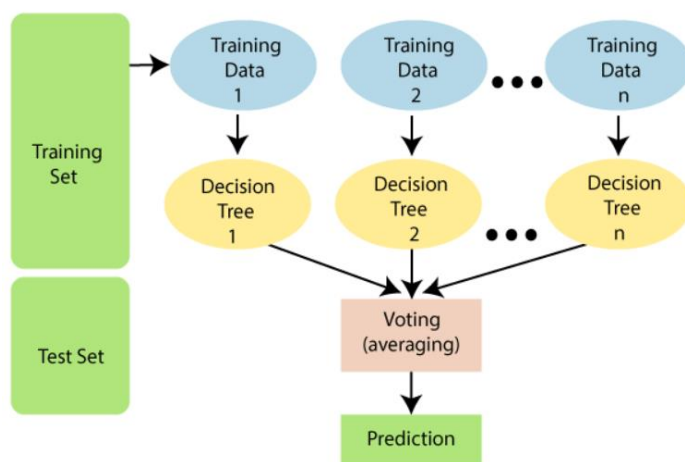 Training
Set
Test Set
Training
Data
1
Training
Data
2
Training
Data
n
Decision
Tree
1
Decision
Tree
2
Decision
Tree
n
Voting
(averaging)
Prediction